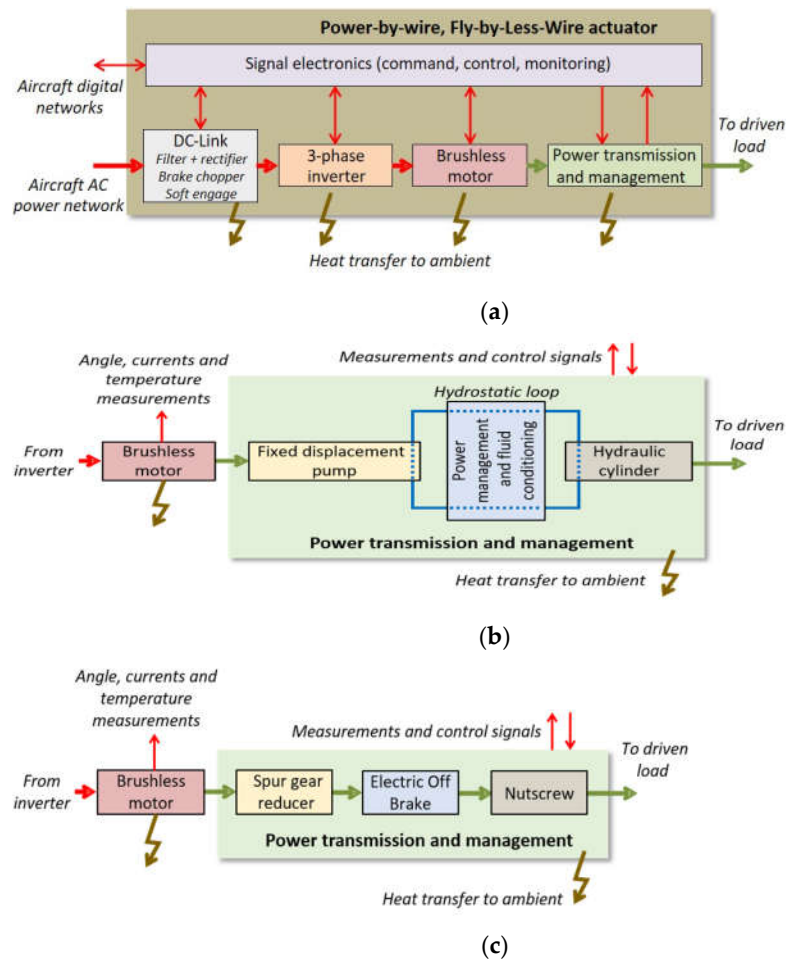 Power-by-wire, Fly-by-Less-Wire actuator
Signal electronics (command, control, monitoring)
Aircraft digital
networks
DC-Link
Filter + rectifier
Brake chopper
Soft engage
3-phase
inverter
Brushless
motor
Power transmission
and management
To driven
load
Aircraft AC
power network
Heat transfer to ambient
(a)
Angle, currents and
temperature
measurements
Measurements and control signals
Hydrostatic loop
From
inverter
Brushless
motor
Fixed displacement
pump
Power
management
and fluid
conditioning
Hydraulic
cylinder
To driven
load
Power transmission and management
Heat transfer to ambient
(b)
Angle, currents and
temperature
measurements
Measurements and control signals
From
inverter
Brushless
motor
Spur gear
reducer
Electric Off
Brake
Nutscrew
To driven
load
Power transmission and management
Heat transfer to ambient
(c)